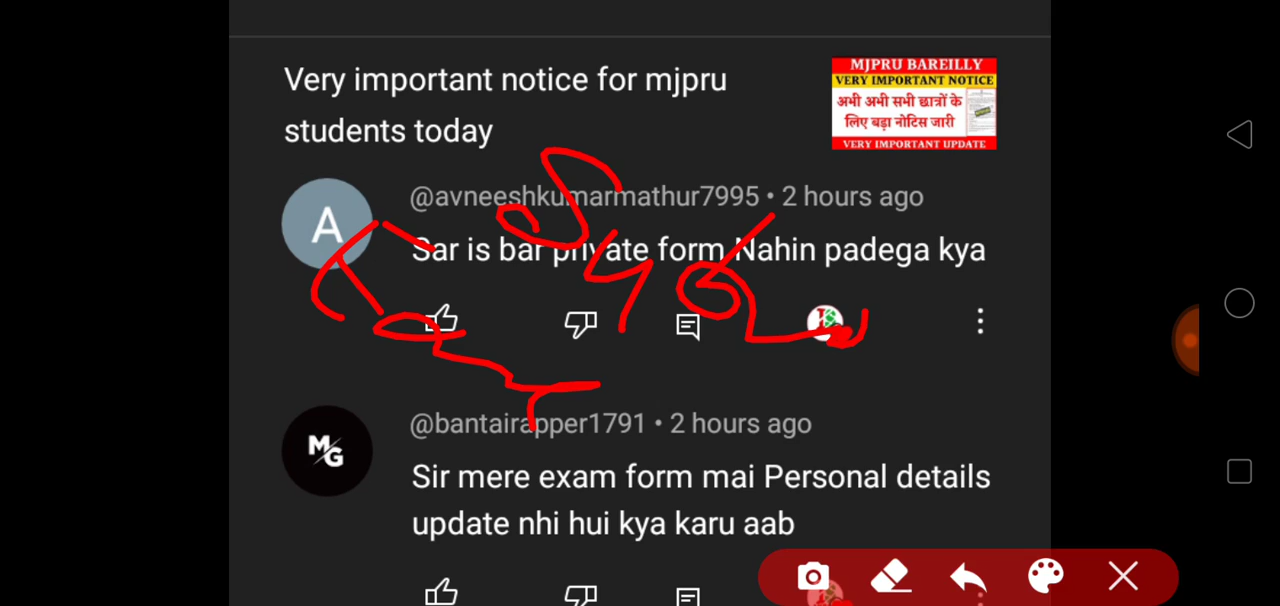 Very important notice for mjpru
students today
MJPRU BAREILLY
VERY IMPORTANT NOTICE
अभी अभी सभी छात्रों के
लिए बड़ा नोटिस जारी
VERY IMPORTANT UPDATE
A
@avneeshkumarmathur7995 • 2 hours ago
Sar is bar private form Nahin padega kya
MG
@bantairapper1791 • 2 hours ago
Sir mere exam form mai Personal details
update nhi hui kya karu aab